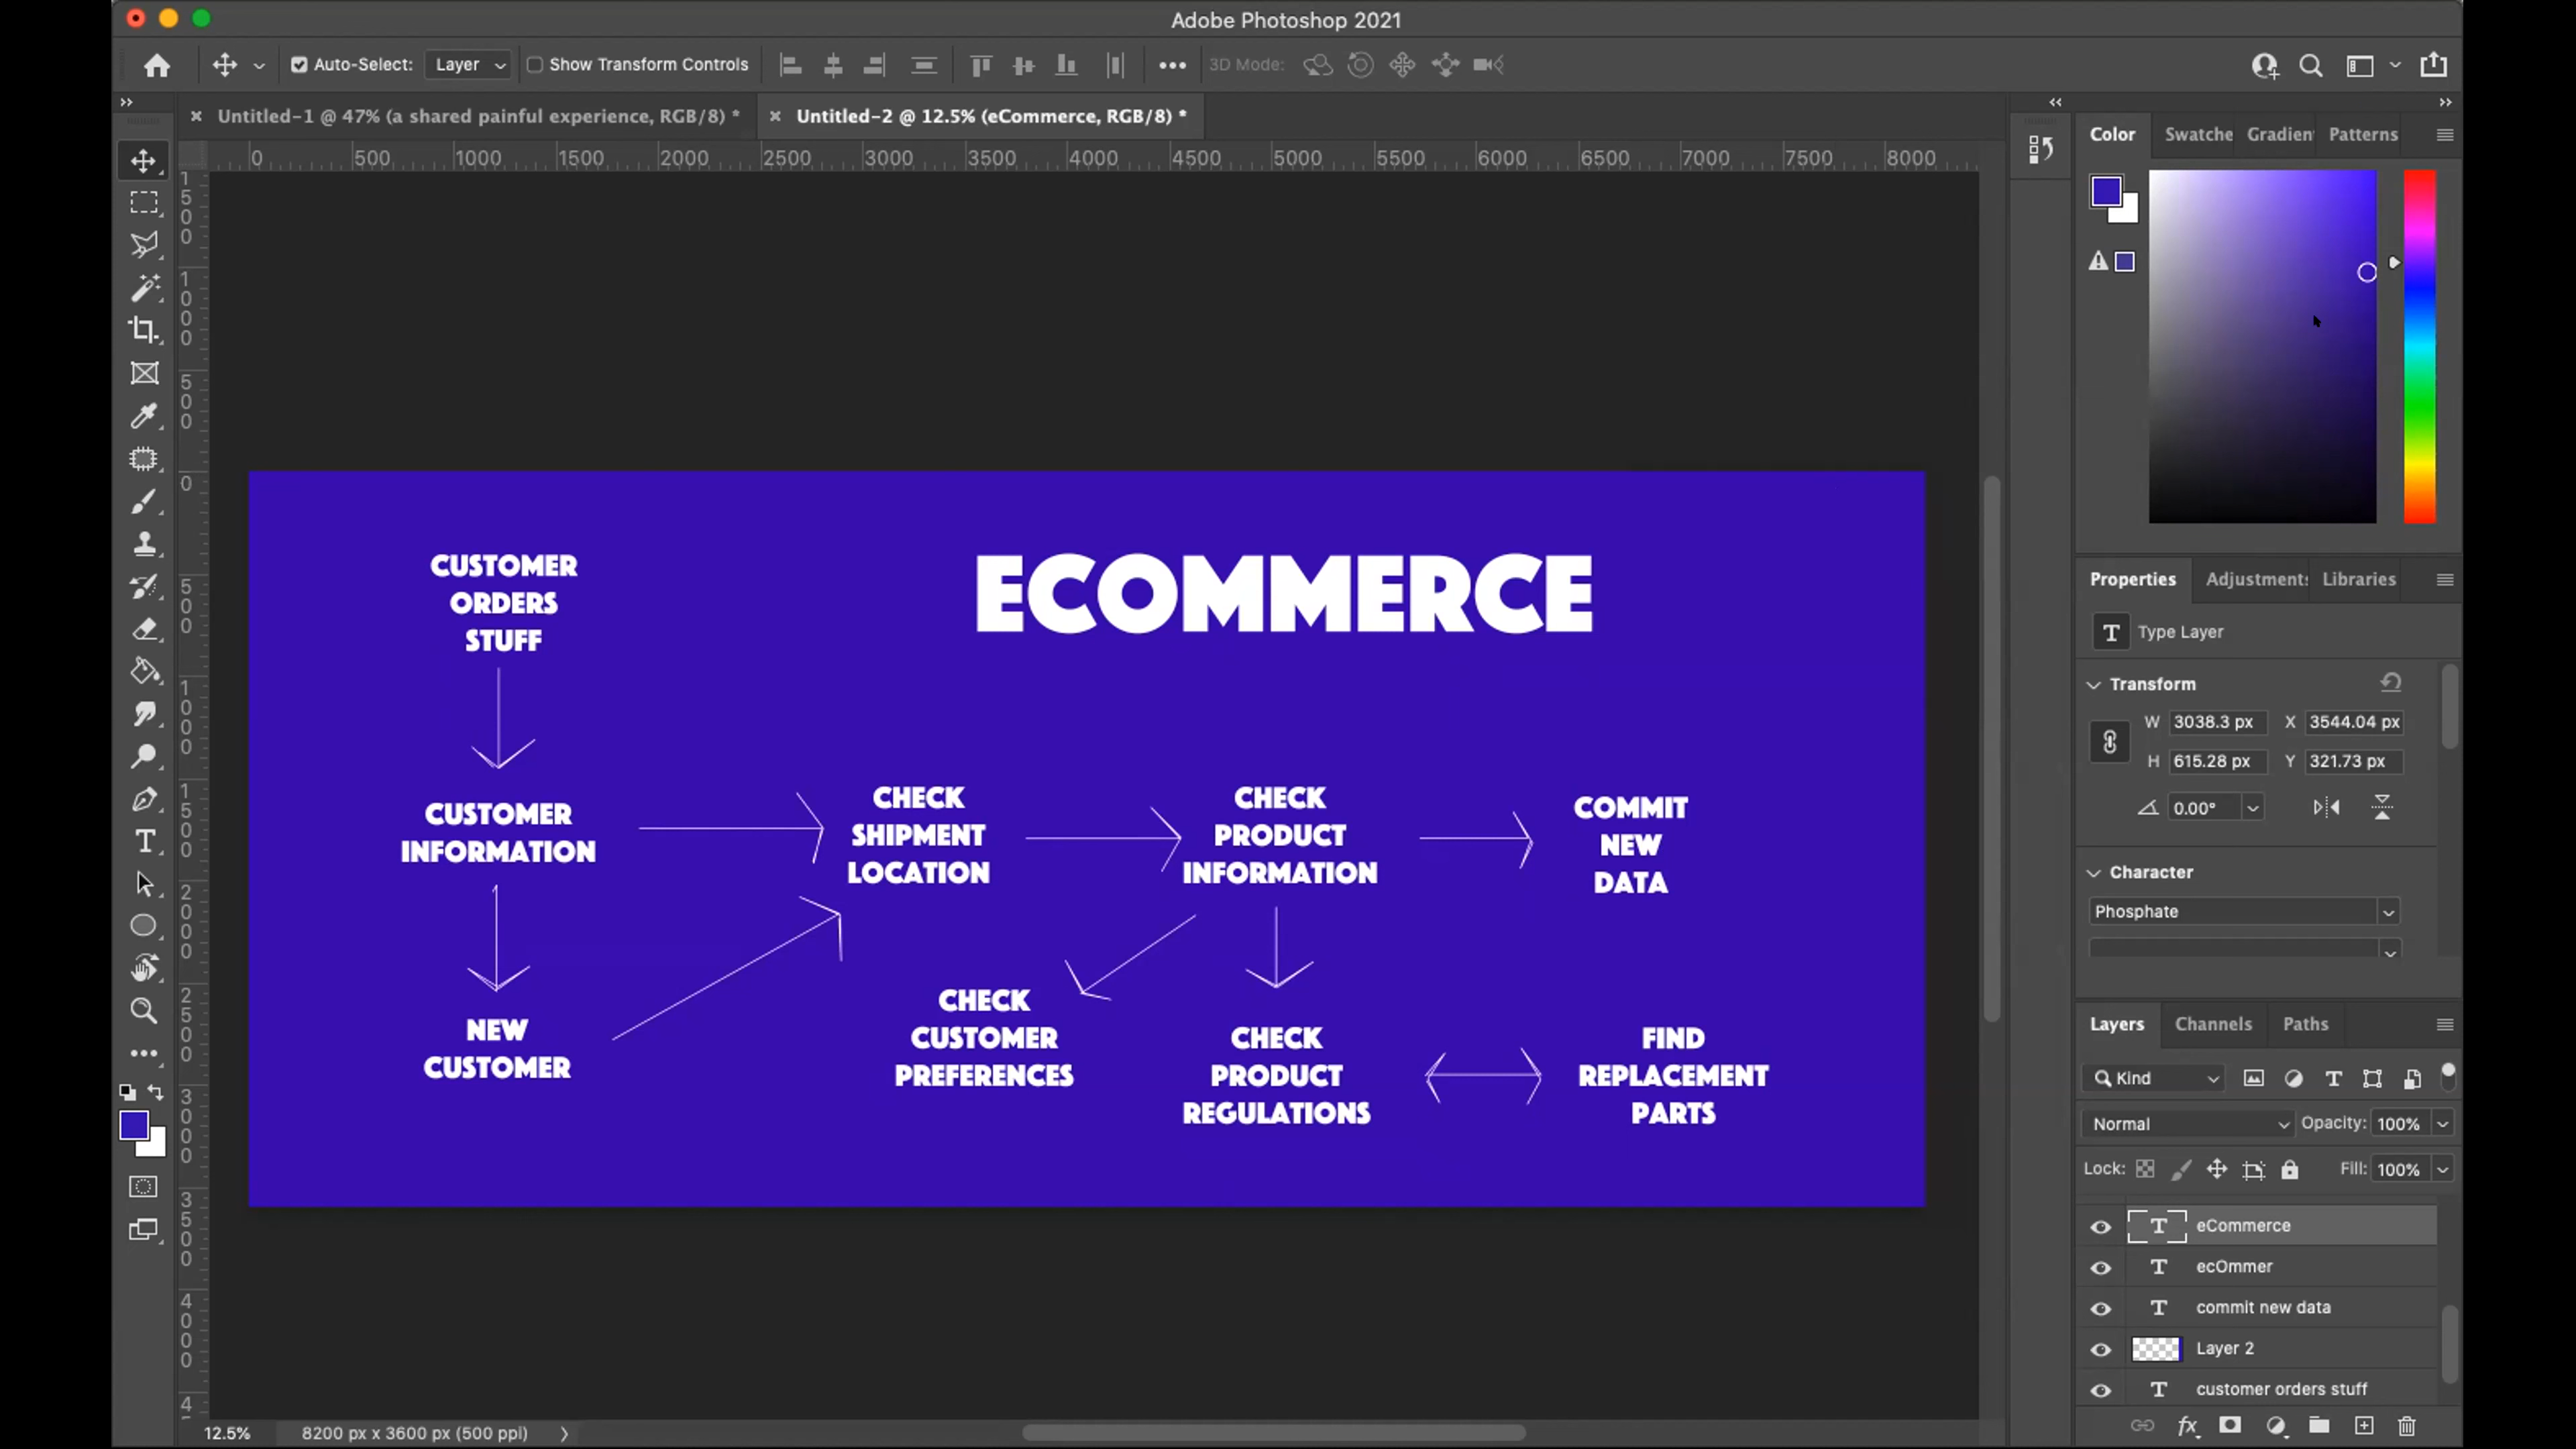 Adobe Photoshop 2021
Auto-Select: Layer Show Transform Controls 3D Mode:
Untitled-1 @ 47% (a shared painful experience, RGB/8) *
Untitled-2 @ 12.5% (eCommerce, RGB/8) *
0 500 1000 1500 2000 2500 3000 3500 4000 4500 5000 5500 6000 6500 7000 7500 8000
CUSTOMER
ORDERS
STUFF
ECOMMERCE
CUSTOMER
INFORMATION
CHECK
SHIPMENT
LOCATION
CHECK
PRODUCT
INFORMATION
COMMIT
NEW
DATA
NEW
CUSTOMER
CHECK
CUSTOMER
PREFERENCES
CHECK
PRODUCT
REGULATIONS
FIND
REPLACEMENT
PARTS
12.5% 8200 px x 3600 px (500 ppi)
Color Swatche Gradien Patterns
Properties Adjustments Libraries
T Type Layer
Transform
W 3038.3 px X 3544.04 px
H 615.28 px Y 321.73 px
0.00°
Character
Phosphate
Layers Channels Paths
Kind
Normal Opacity: 100%
Lock: Fill: 100%
T eCommerce
T ecOmmer
T commit new data
Layer 2
T customer orders stuff
fx